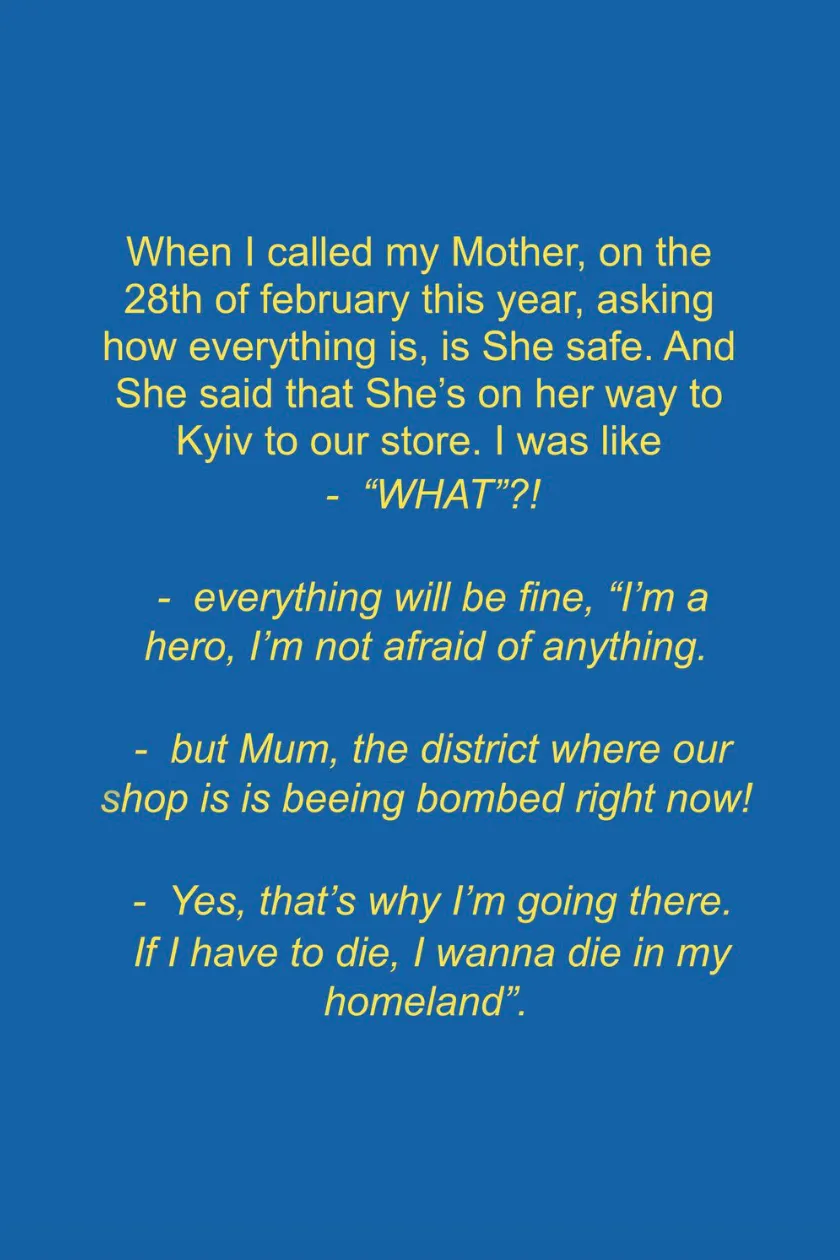 When I called my Mother, on the
28th of february this year, asking
how everything is, is She safe. And
She said that She’s on her way to
Kyiv to our store. I was like
- “WHAT”?!
- everything will be fine, “I’m a
hero, I’m not afraid of anything.
- but Mum, the district where our
shop is is beeing bombed right now!
- Yes, that’s why I’m going there.
If I have to die, I wanna die in my
homeland”.